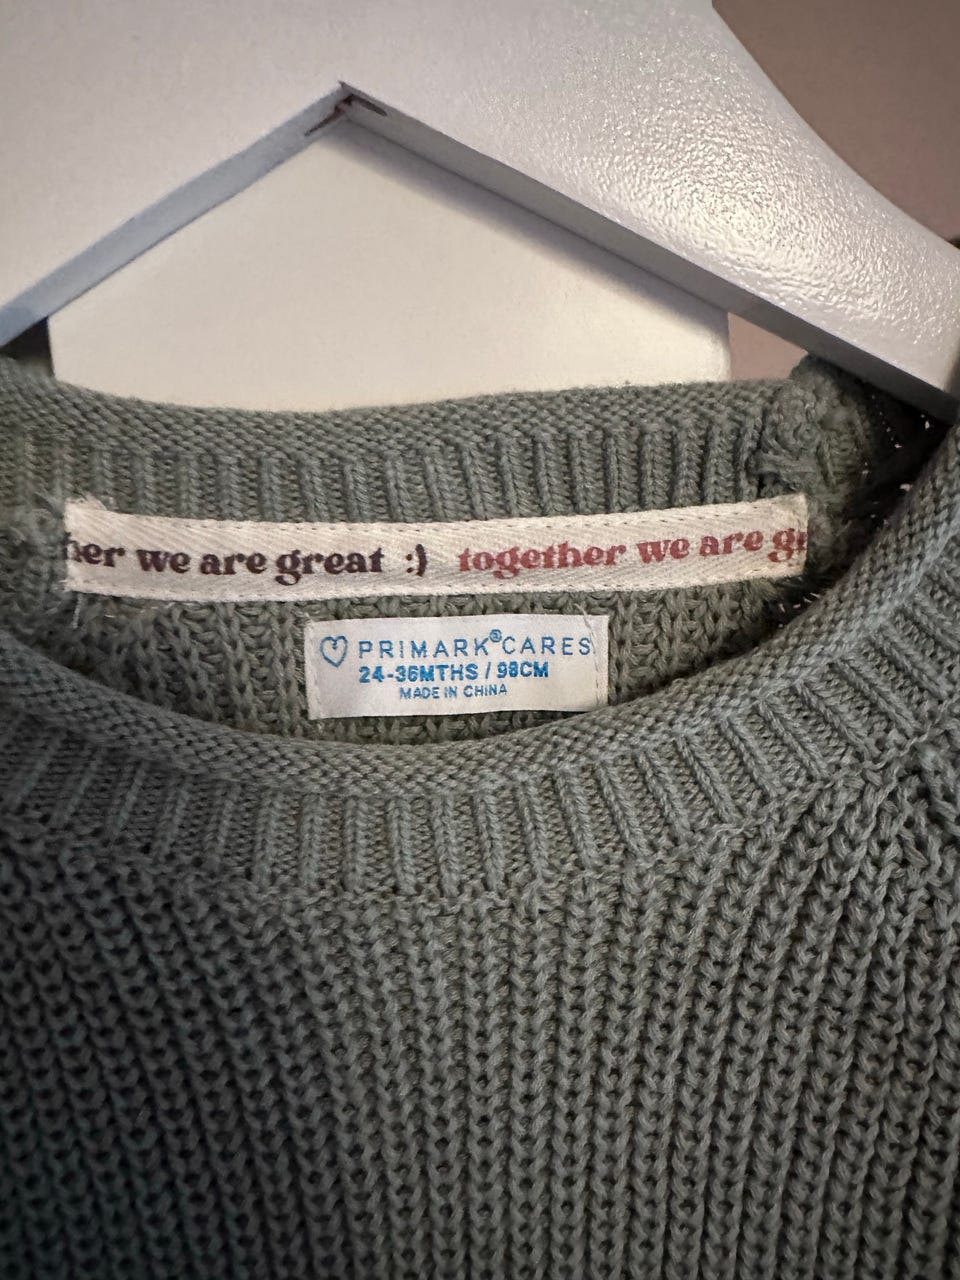 her we are great :) together we are gr
PRIMARK® CARES
24-36MTHS / 98CM
MADE IN CHINA